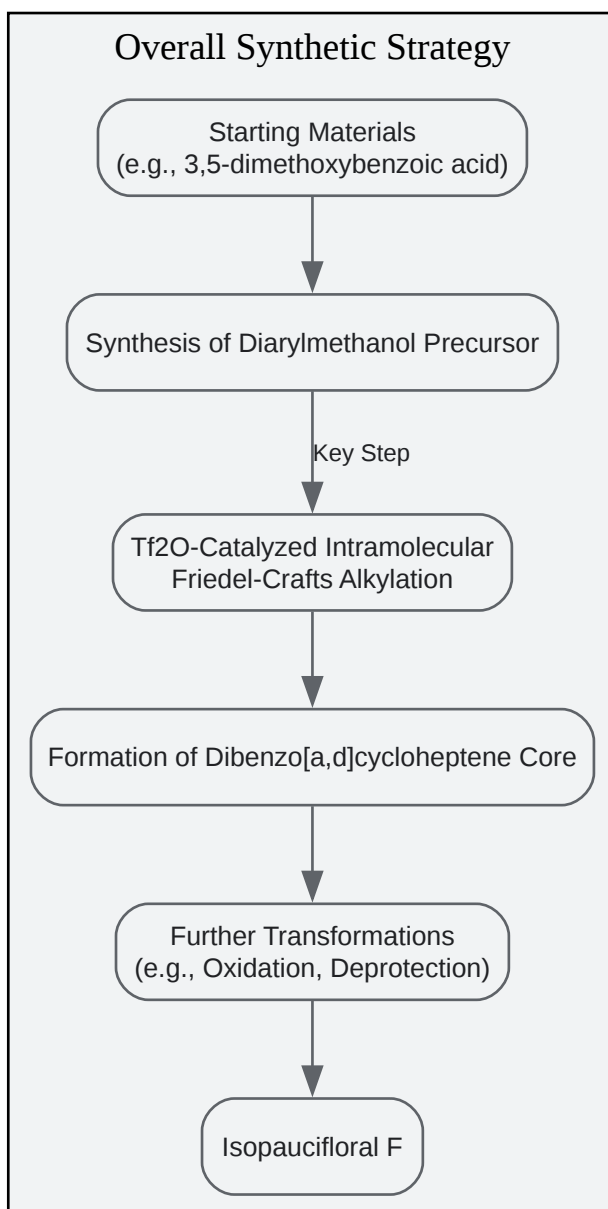 Overall Synthetic Strategy
Starting Materials
(e.g., 3,5-dimethoxybenzoic acid)
Synthesis of Diarylmethanol Precursor
Key Step
Tf2O-Catalyzed Intramolecular
Friedel-Crafts Alkylation
Formation of Dibenzo[a,d]cycloheptene Core
Further Transformations
(e.g., Oxidation, Deprotection)
Isopaucifloral F